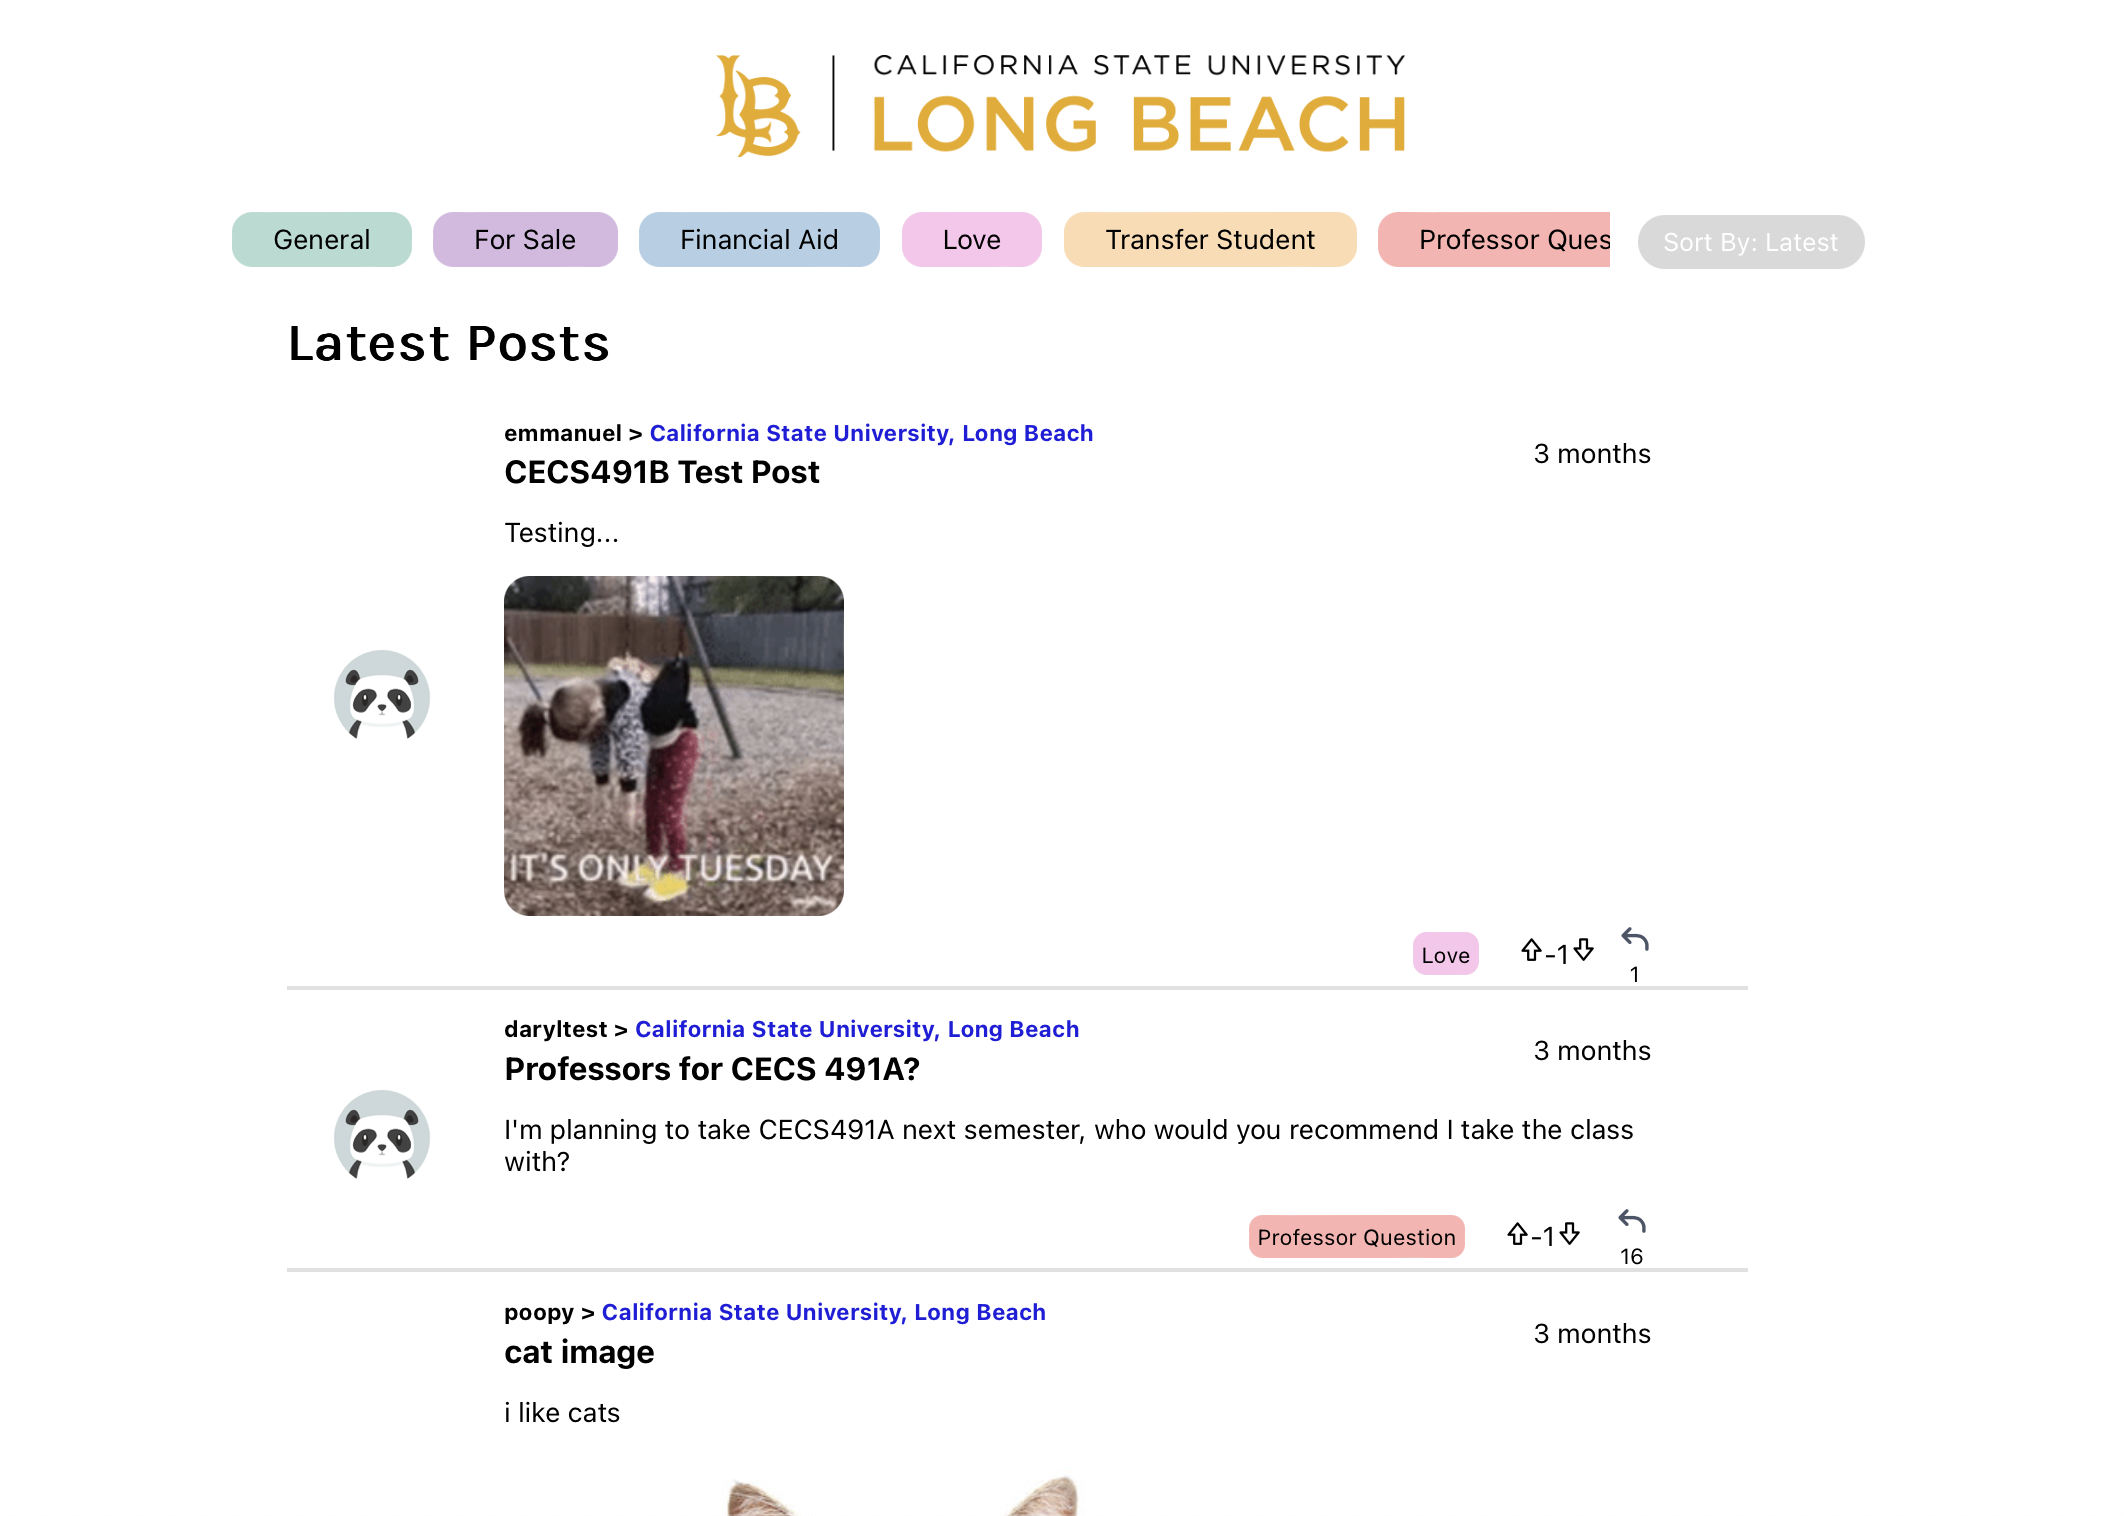 CALIFORNIA STATE UNIVERSITY
LB LONG BEACH
General For Sale Financial Aid Love Transfer Student Professor Ques Sort By: Latest
Latest Posts
emmanuel > California State University, Long Beach
3 months
CECS491B Test Post
Testing...
IT'S ONLY TUESDAY
Love -1 1
daryltest > California State University, Long Beach
3 months
Professors for CECS 491A?
I'm planning to take CECS491A next semester, who would you recommend I take the class
with?
Professor Question -1 16
poopy > California State University, Long Beach
3 months
cat image
i like cats